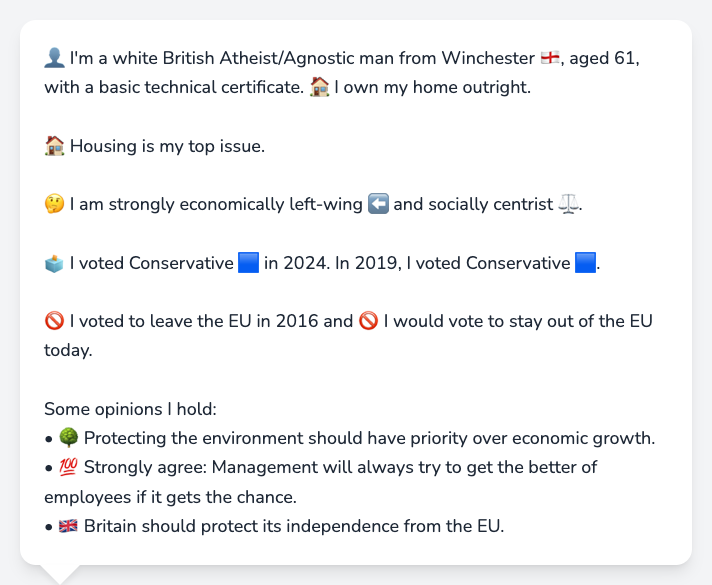 👤 I'm a white British Atheist/Agnostic man from Winchester 🏴󠁧󠁢󠁥󠁮󠁧󠁿, aged 61,
with a basic technical certificate. 🏠 I own my home outright.
🏠 Housing is my top issue.
🤔 I am strongly economically left-wing ⬅️ and socially centrist ⚖️.
🗳️ I voted Conservative 🟦 in 2024. In 2019, I voted Conservative 🟦.
🚫 I voted to leave the EU in 2016 and 🚫 I would vote to stay out of the EU
today.
Some opinions I hold:
• 🌳 Protecting the environment should have priority over economic growth.
• 💯 Strongly agree: Management will always try to get the better of
employees if it gets the chance.
• 🇬🇧 Britain should protect its independence from the EU.